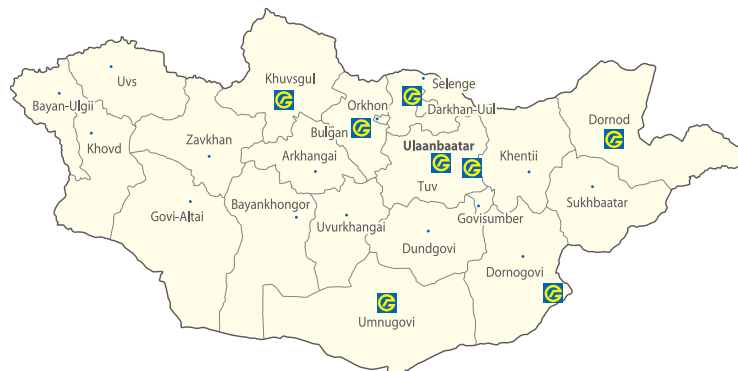 Uvs
Bayan-Ulgii
Khovd
Zavkhan
Govi-Altai
Khuvsgul
Orkhon
Bulgan
Arkhangai
Bayankhongor
Uvurkhangai
Selenge
Darkhan-Uul
Ulaanbaatar
Tuv
Khentii
Dornod
Sukhbaatar
Govisumber
Dundgovi
Dornogovi
Umnugovi